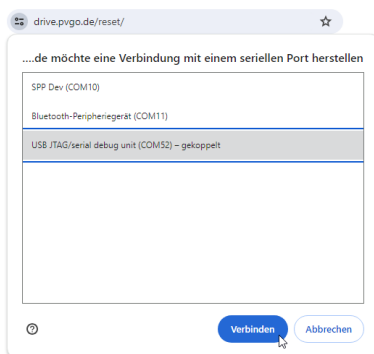 drive.pvgo.de/reset/
....de möchte eine Verbindung mit einem seriellen Port herstellen
SPP Dev (COM10)
Bluetooth-Peripheriegerät (COM11)
USB JTAG/serial debug unit (COM52) – gekoppelt
Verbinden
Abbrechen